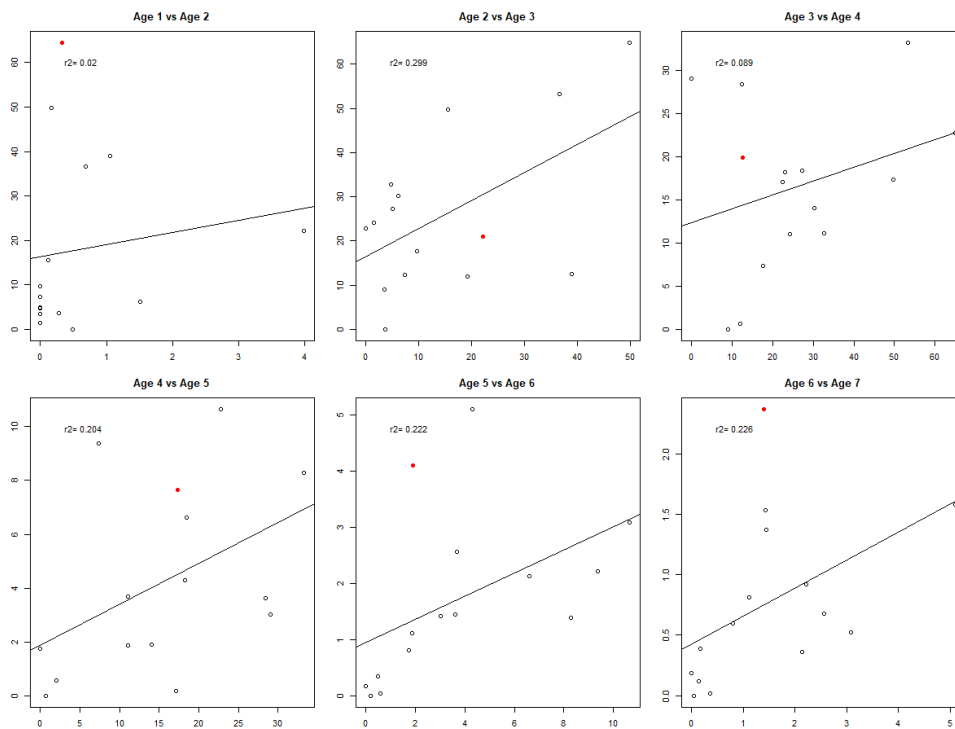 Age 1 vs Age 2
r2= 0.02
0 10 20 30 40 50 60
0 1 2 3 4
Age 2 vs Age 3
r2= 0.299
0 10 20 30 40 50 60
0 10 20 30 40 50
Age 3 vs Age 4
r2= 0.089
0 5 10 15 20 25 30
0 10 20 30 40 50 60
Age 4 vs Age 5
r2= 0.204
0 2 4 6 8 10
0 5 10 15 20 25 30
Age 5 vs Age 6
r2= 0.222
0 1 2 3 4 5
0 2 4 6 8 10
Age 6 vs Age 7
r2= 0.226
0.0 0.5 1.0 1.5 2.0
0 1 2 3 4 5